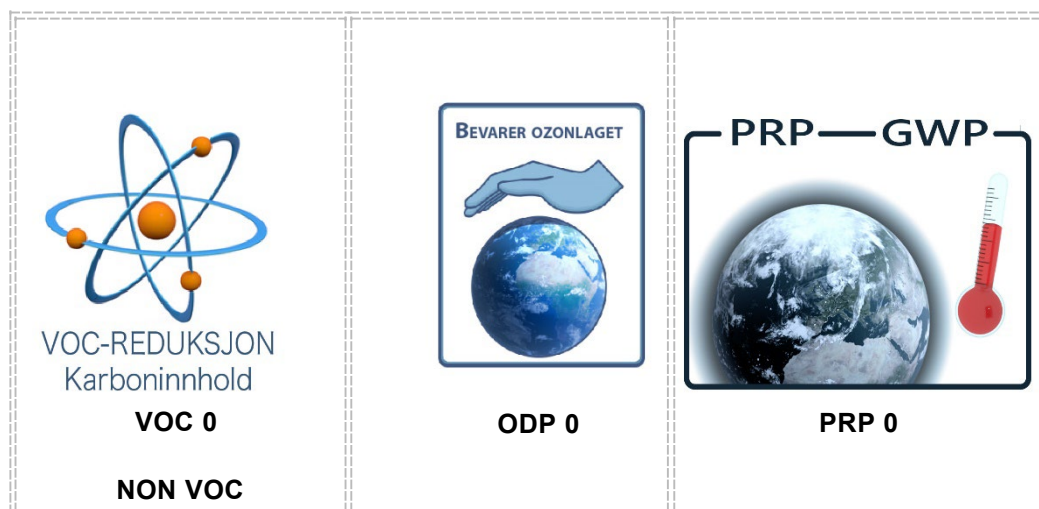 VOC-REDUKSJON
Karboninnhold
VOC 0
NON VOC
BEVARER OZONLAGET
ODP 0
PRP GWP
PRP 0